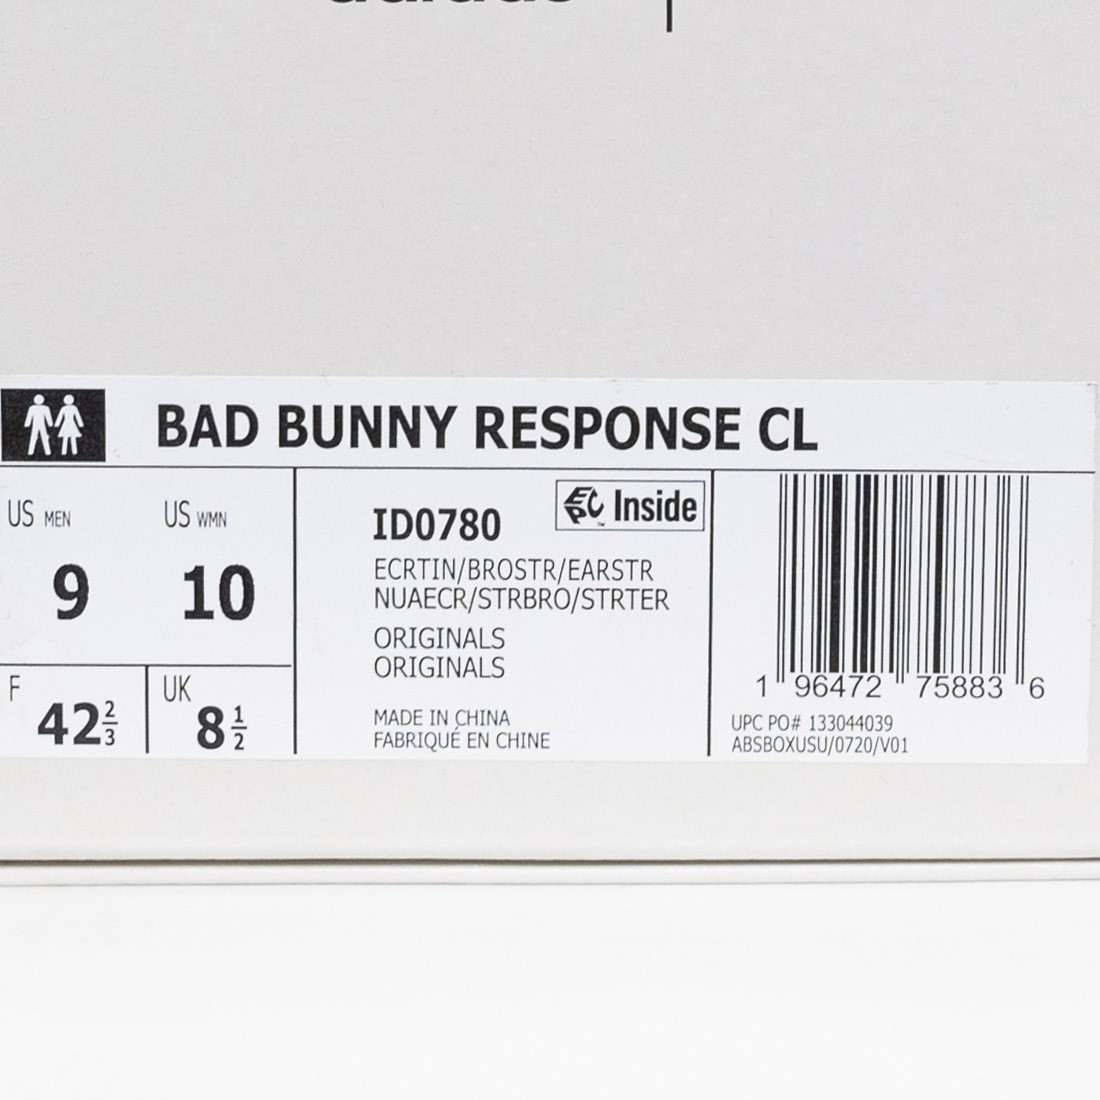 adidas
BAD BUNNY RESPONSE CL
US MEN
9
US WMN
10
F
42 2/3
UK
8 1/2
ID0780
EPC™ Inside
ECRTIN/BROSTR/EARSTR
NUAECR/STRBRO/STRTER
ORIGINALS
ORIGINALS
MADE IN CHINA
FABRIQUÉ EN CHINE
1 96472 75883 6
UPC PO# 133044039
ABSBOXUSU/0720/V01